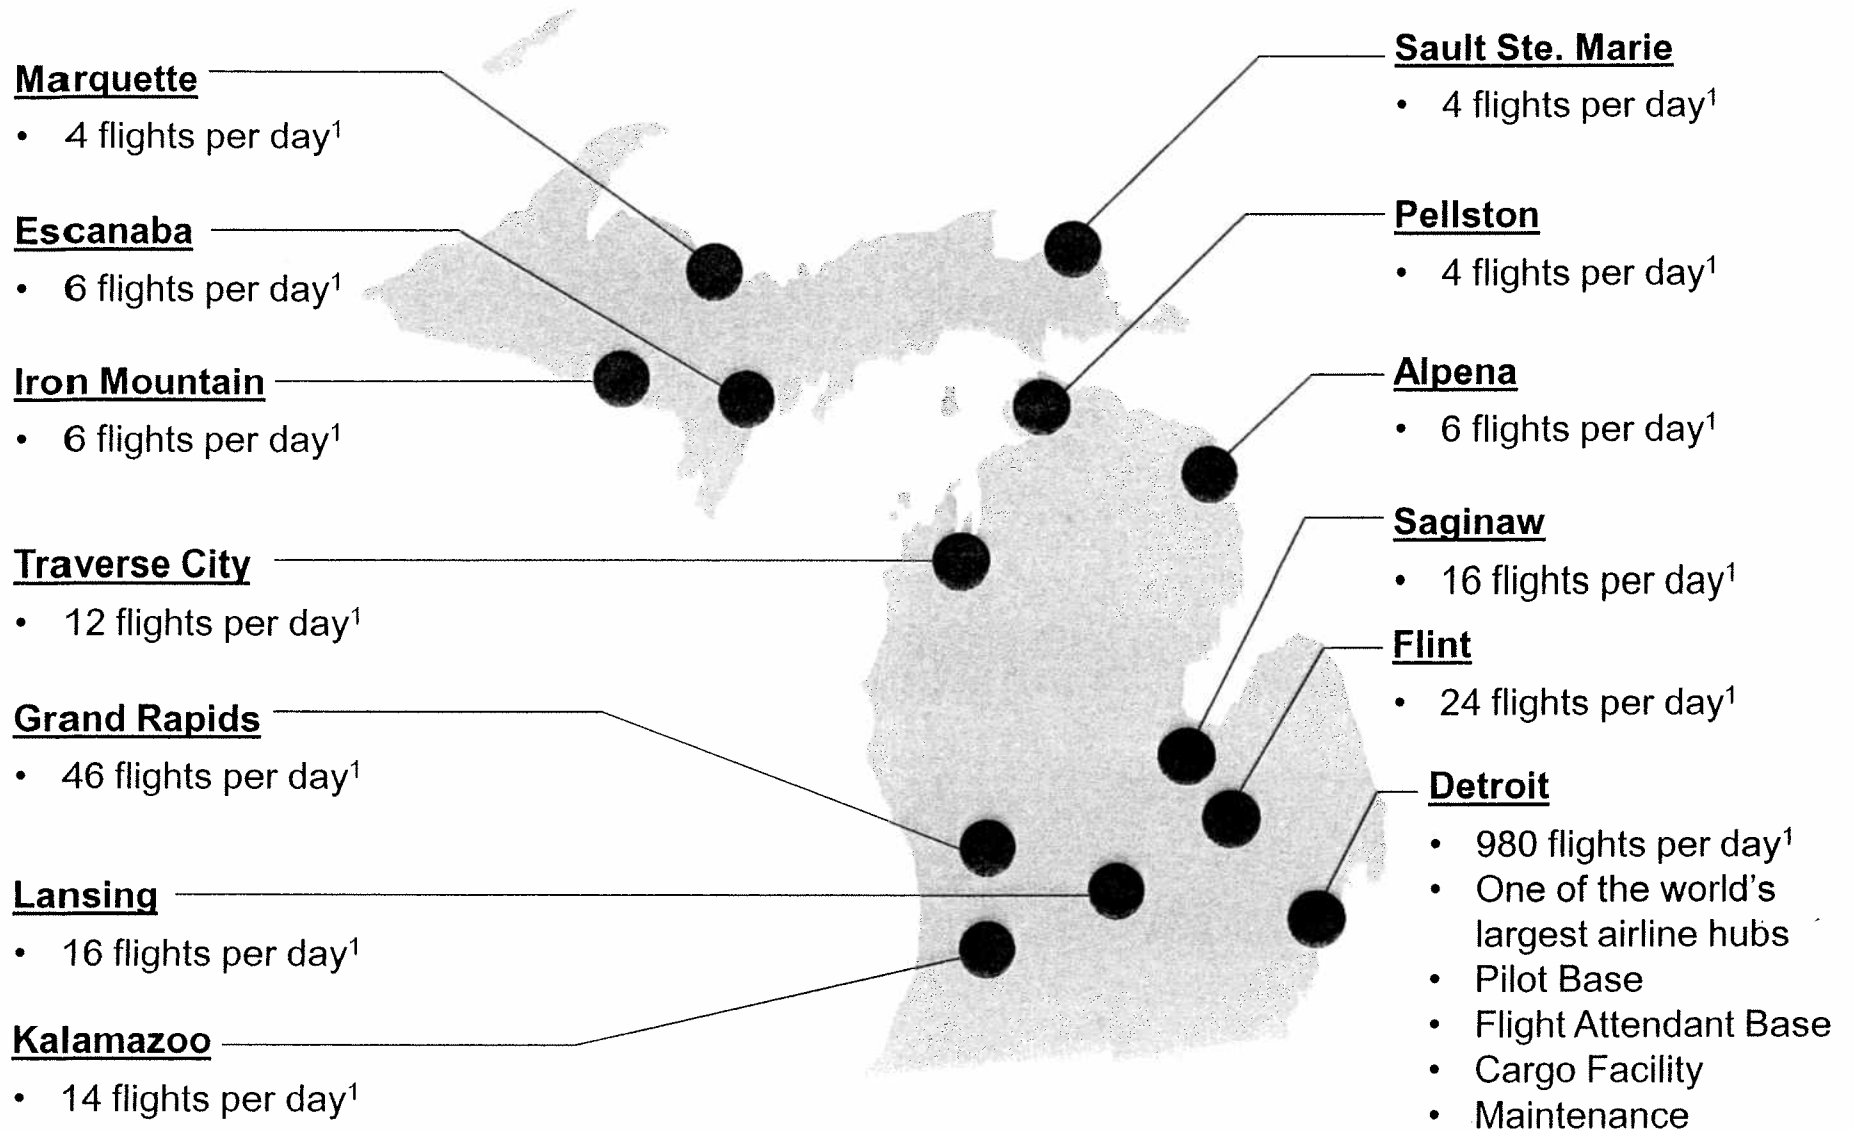 Marquette
• 4 flights per day¹
Escanaba
• 6 flights per day¹
Iron Mountain
• 6 flights per day¹
Traverse City
• 12 flights per day¹
Grand Rapids
• 46 flights per day¹
Lansing
• 16 flights per day¹
Kalamazoo
• 14 flights per day¹
Sault Ste. Marie
• 4 flights per day¹
Pellston
• 4 flights per day¹
Alpena
• 6 flights per day¹
Saginaw
• 16 flights per day¹
Flint
• 24 flights per day¹
Detroit
• 980 flights per day¹
• One of the world's
largest airline hubs
• Pilot Base
• Flight Attendant Base
• Cargo Facility
• Maintenance